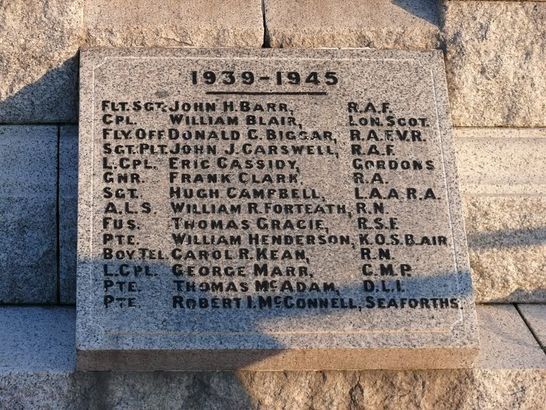 1939-1945
FLT.SGT. JOHN H. BARR, R.A.F.
CPL. WILLIAM BLAIR, LON.SCOT.
FLY.OFF DONALD C. BIGGAR, R.A.F.V.R.
SGT.PLT. JOHN J. CARSWELL, R.A.F.
L.CPL. ERIC CASSIDY, GORDONS
GNR. FRANK CLARK, R.A.
SGT. HUGH CAMPBELL, L.A.A.R.A.
A.L.S. WILLIAM R. FORTEATH, R.N.
FUS. THOMAS GRACIE, R.S.F.
PTE. WILLIAM HENDERSON, K.O.S.B. AIR.
BOY.TEL. CAROL R. KEAN, R.N.
L.CPL. GEORGE MARR, C.M.P.
PTE. THOMAS McADAM, D.L.I.
PTE. ROBERT I. McCONNELL, SEAFORTHS.